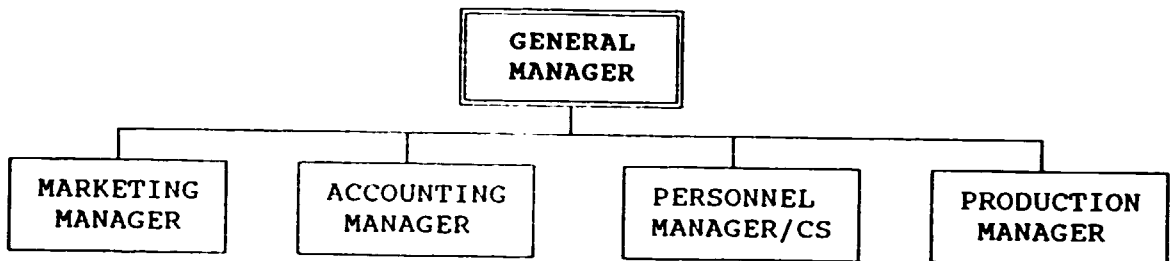 GENERAL
MANAGER
MARKETING
MANAGER
ACCOUNTING
MANAGER
PERSONNEL
MANAGER/CS
PRODUCTION
MANAGER